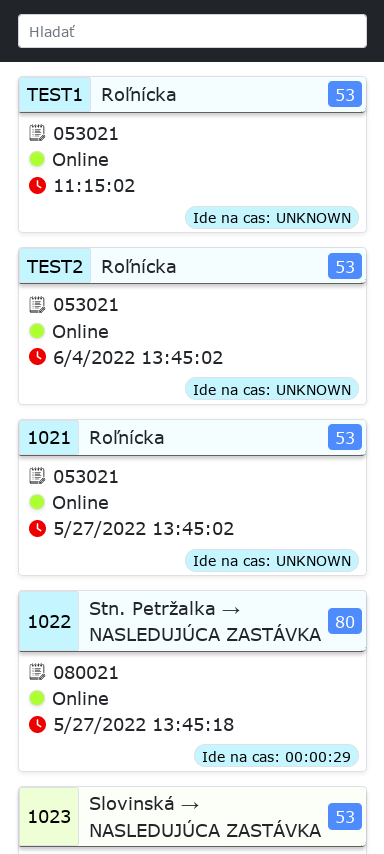 Hľadať
TEST1 Roľnícka 53
053021
Online
11:15:02
Ide na cas: UNKNOWN
TEST2 Roľnícka 53
053021
Online
6/4/2022 13:45:02
Ide na cas: UNKNOWN
1021 Roľnícka 53
053021
Online
5/27/2022 13:45:02
Ide na cas: UNKNOWN
1022 Stn. Petržalka → 80
NASLEDUJÚCA ZASTÁVKA
080021
Online
5/27/2022 13:45:18
Ide na cas: 00:00:29
1023 Slovinská → 53
NASLEDUJÚCA ZASTÁVKA